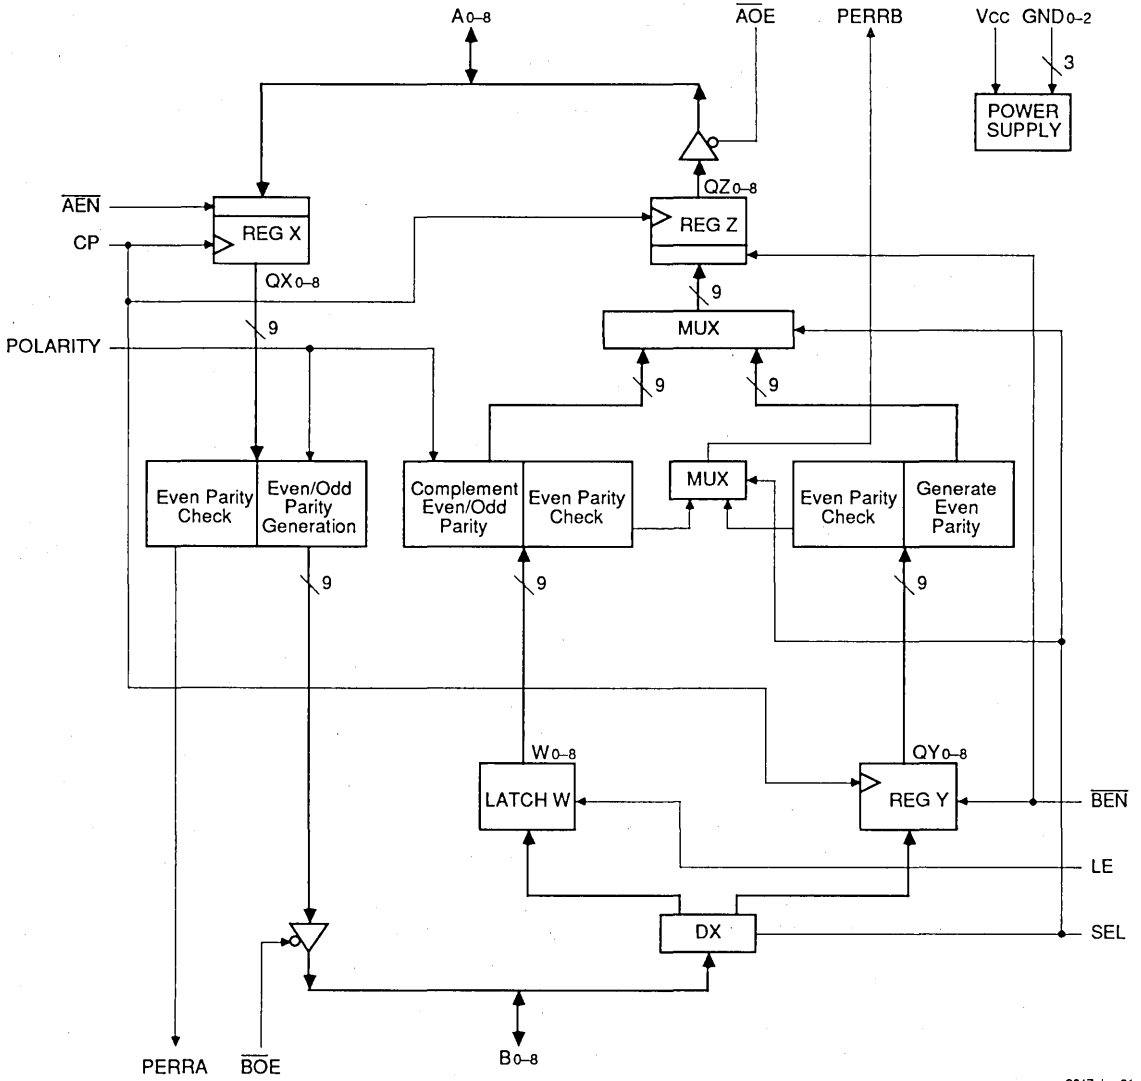 A0–8
AOE
PERRB
VCC
GND0–2
3
POWER
SUPPLY
QZ0–8
AEN
REG X
REG Z
CP
QX0–8
9
9
MUX
POLARITY
9
9
Even Parity
Check
Even/Odd
Parity
Generation
Complement
Even/Odd
Parity
Even Parity
Check
MUX
Even Parity
Check
Generate
Even
Parity
9
9
9
W0–8
QY0–8
LATCH W
REG Y
BEN
LE
DX
SEL
PERRA
BOE
B0–8